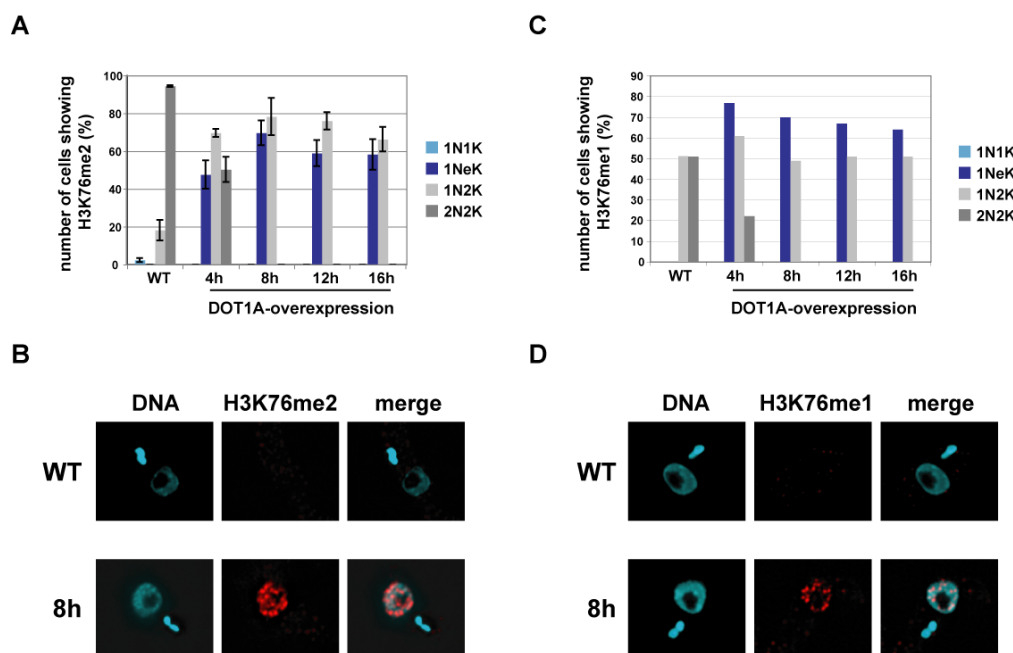 A
number of cells showing
H3K76me2 (%)
100
80
60
40
20
0
WT
4h
8h
12h
16h
DOT1A-overexpression
1N1K
1NeK
1N2K
2N2K
C
number of cells showing
H3K76me1 (%)
90
80
70
60
50
40
30
20
10
0
WT
4h
8h
12h
16h
DOT1A-overexpression
1N1K
1NeK
1N2K
2N2K
B
DNA
H3K76me2
merge
WT
8h
D
DNA
H3K76me1
merge
WT
8h